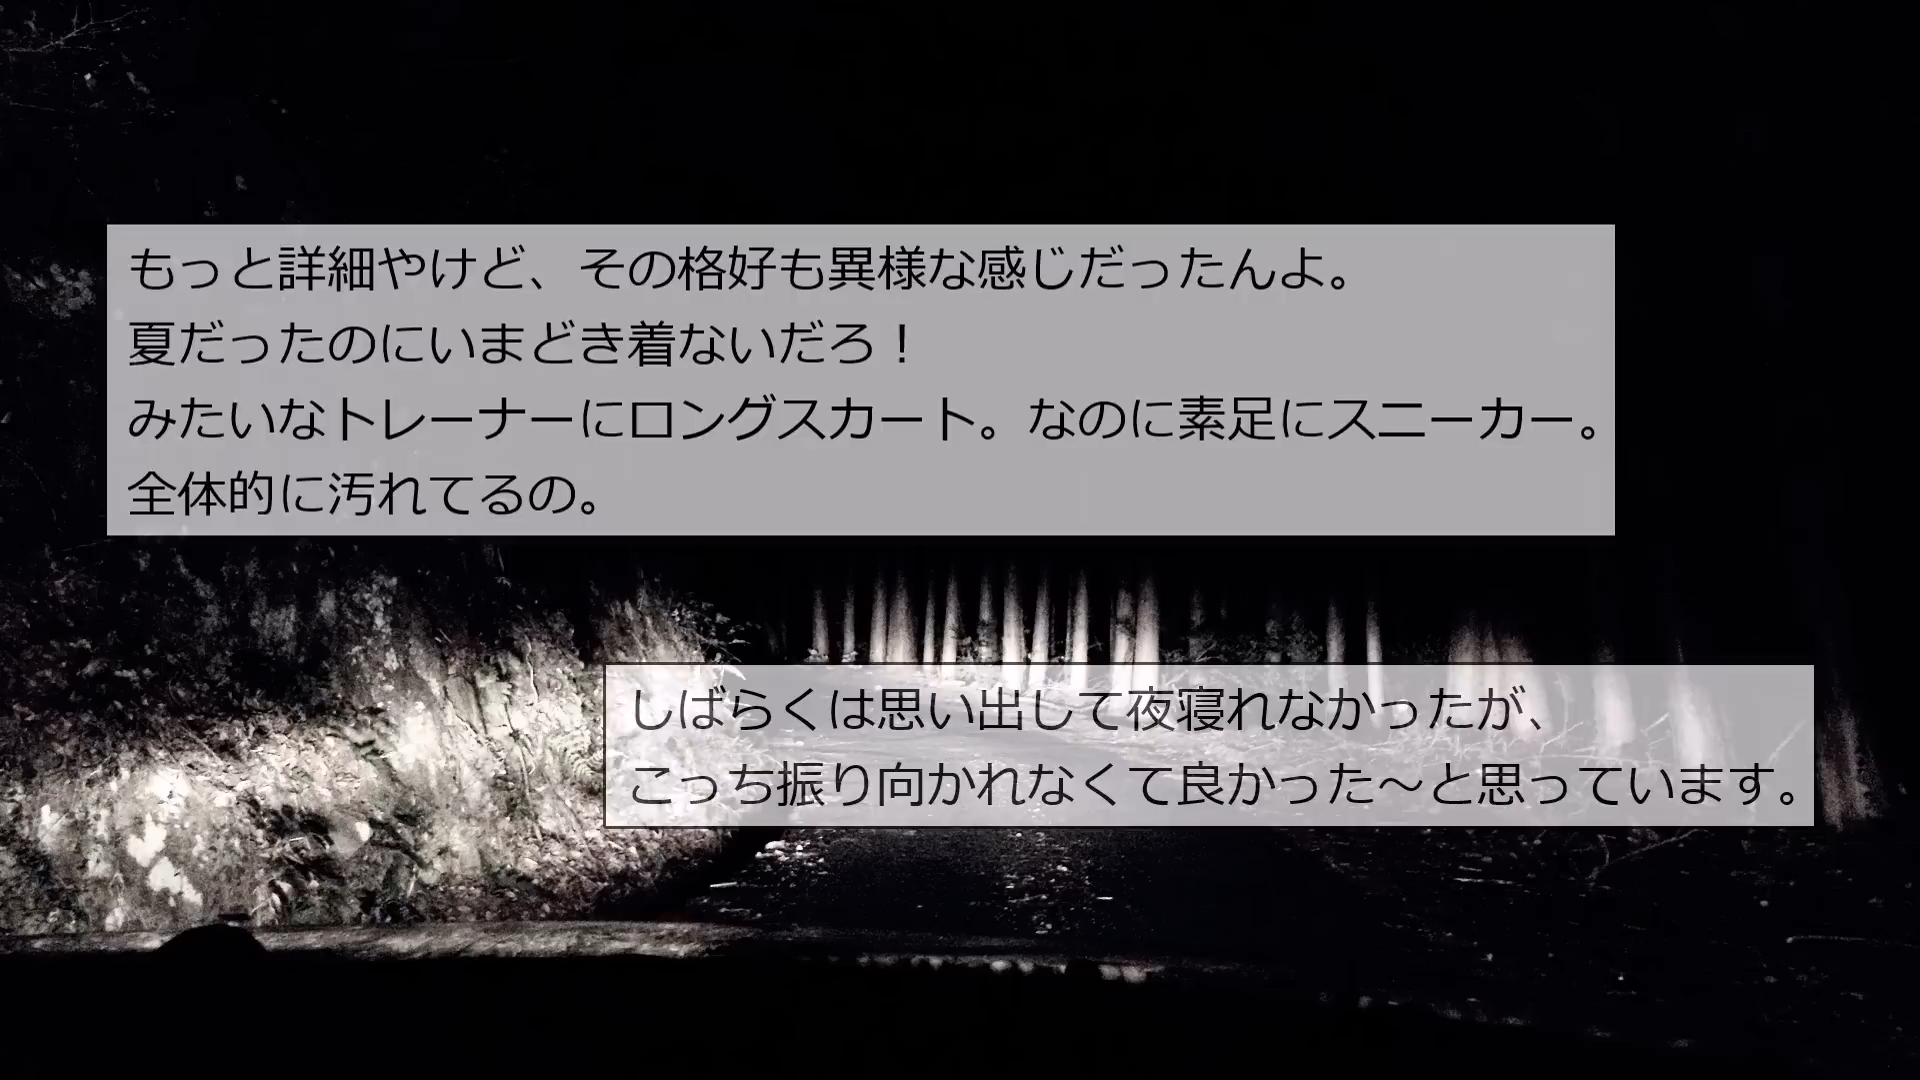 もっと詳細やけど、その格好も異様な感じだったんよ。
夏だったのにいまどき着ないだろ！
みたいなトレーナーにロングスカート。なのに素足にスニーカー。
全体的に汚れてるの。
しばらくは思い出して夜寝れなかったが、
こっち振り向かれなくて良かった～と思っています。